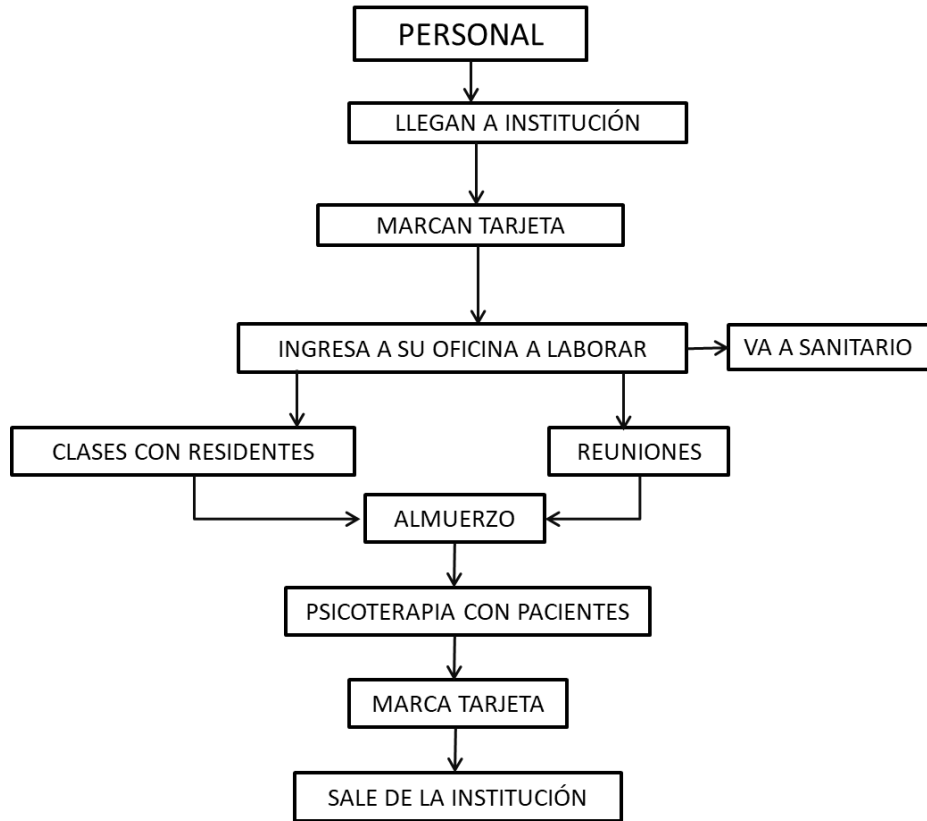 PERSONAL
LLEGAN A INSTITUCIÓN
MARCAN TARJETA
INGRESA A SU OFICINA A LABORAR
VA A SANITARIO
CLASES CON RESIDENTES
REUNIONES
ALMUERZO
PSICOTERAPIA CON PACIENTES
MARCA TARJETA
SALE DE LA INSTITUCIÓN